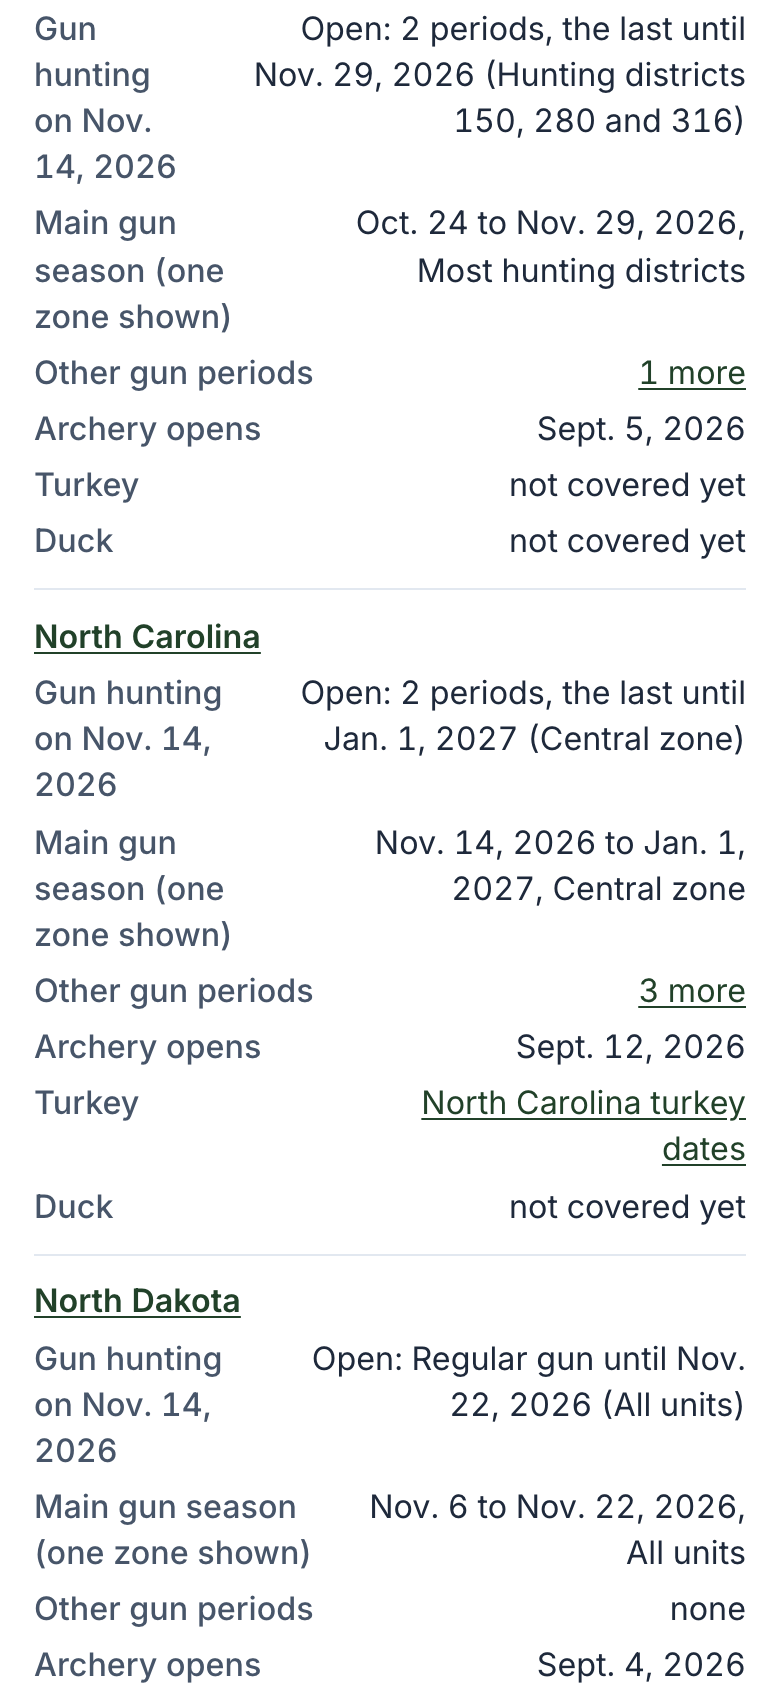 Gun
hunting
on Nov.
14, 2026
Open: 2 periods, the last until
Nov. 29, 2026 (Hunting districts
150, 280 and 316)
Main gun
season (one
zone shown)
Oct. 24 to Nov. 29, 2026,
Most hunting districts
Other gun periods
1 more
Archery opens
Sept. 5, 2026
Turkey
not covered yet
Duck
not covered yet
North Carolina
Gun hunting
on Nov. 14,
2026
Open: 2 periods, the last until
Jan. 1, 2027 (Central zone)
Main gun
season (one
zone shown)
Nov. 14, 2026 to Jan. 1,
2027, Central zone
Other gun periods
3 more
Archery opens
Sept. 12, 2026
Turkey
North Carolina turkey
dates
Duck
not covered yet
North Dakota
Gun hunting
on Nov. 14,
2026
Open: Regular gun until Nov.
22, 2026 (All units)
Main gun season
(one zone shown)
Nov. 6 to Nov. 22, 2026,
All units
Other gun periods
none
Archery opens
Sept. 4, 2026